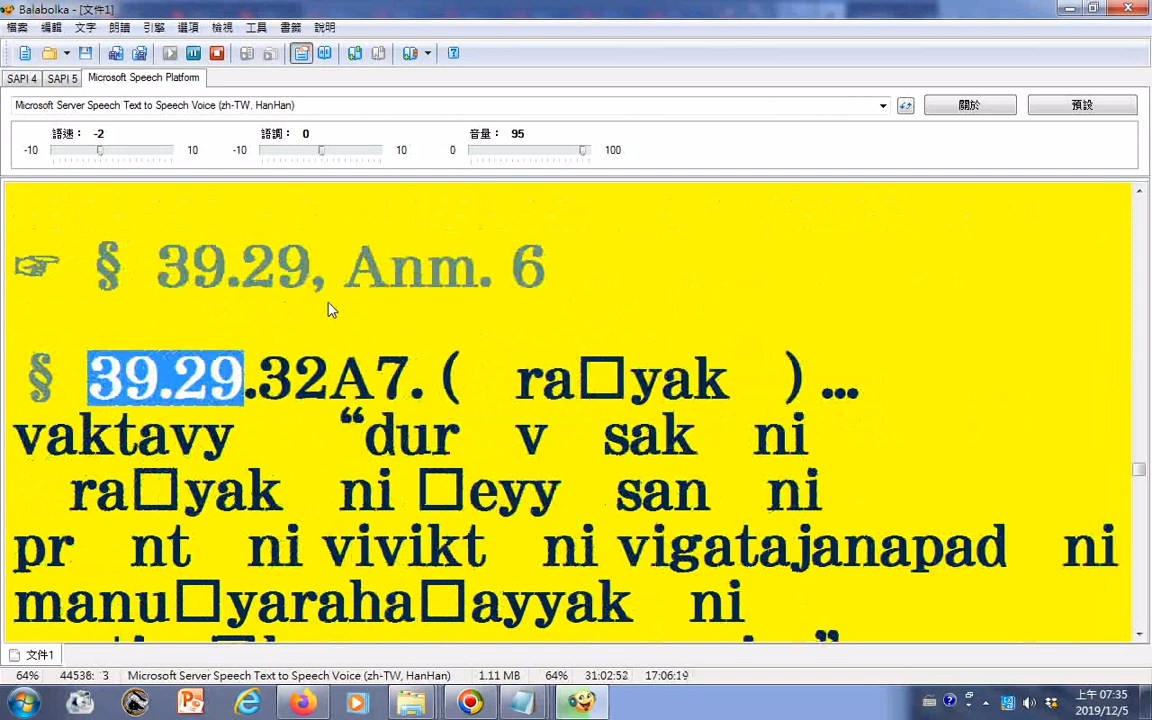 Balabolka - [文件1]
檔案 編輯 文字 朗讀 引擎 選項 檢視 工具 書籤 說明
SAPI 4 SAPI 5 Microsoft Speech Platform
Microsoft Server Speech Text to Speech Voice (zh-TW, HanHan) 關於 預設
語速： -2 語調： 0 音量： 95
-10 10 -10 10 0 100
☞ § 39.29, Anm. 6
§ 39.29.32A7. ( ra□yak ) ...
vaktavy “dur v sak ni
ra□yak ni □eyy san ni
pr nt ni vivikt ni vigatajanapad ni
manu□yaraha□ayyak ni
文件1
64% 44538: 3 Microsoft Server Speech Text to Speech Voice (zh-TW, HanHan) 1.11 MB 64% 31:02:52 17:06:19
上午 07:35
2019/12/5